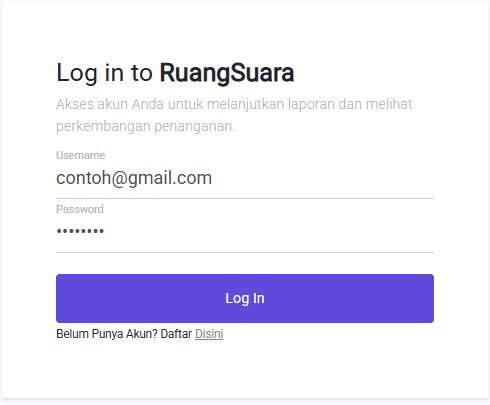 Log in to RuangSuara
Akses akun Anda untuk melanjutkan laporan dan melihat
perkembangan penanganan.
Username
contoh@gmail.com
Password
••••••••
Log In
Belum Punya Akun? Daftar Disini